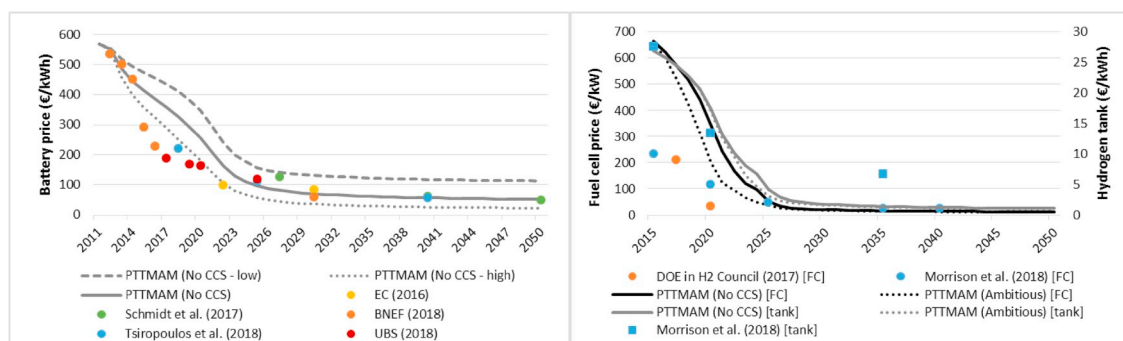 Battery price (€/kWh)
600
500
400
300
200
100
0
2011 2014 2017 2020 2023 2026 2029 2032 2035 2038 2041 2044 2047 2050
PTTMAM (No CCS - low) PTTMAM (No CCS - high)
PTTMAM (No CCS) EC (2016)
Schmidt et al. (2017) BNEF (2018)
Tsiropoulos et al. (2018) UBS (2018)
Fuel cell price (€/kW)
700
600
500
400
300
200
100
0
Hydrogen tank (€/kWh)
30
25
20
15
10
5
0
2015 2020 2025 2030 2035 2040 2045 2050
DOE in H2 Council (2017) [FC] Morrison et al. (2018) [FC]
PTTMAM (No CCS) [FC] PTTMAM (Ambitious) [FC]
PTTMAM (No CCS) [tank] PTTMAM (Ambitious) [tank]
Morrison et al. (2018) [tank]